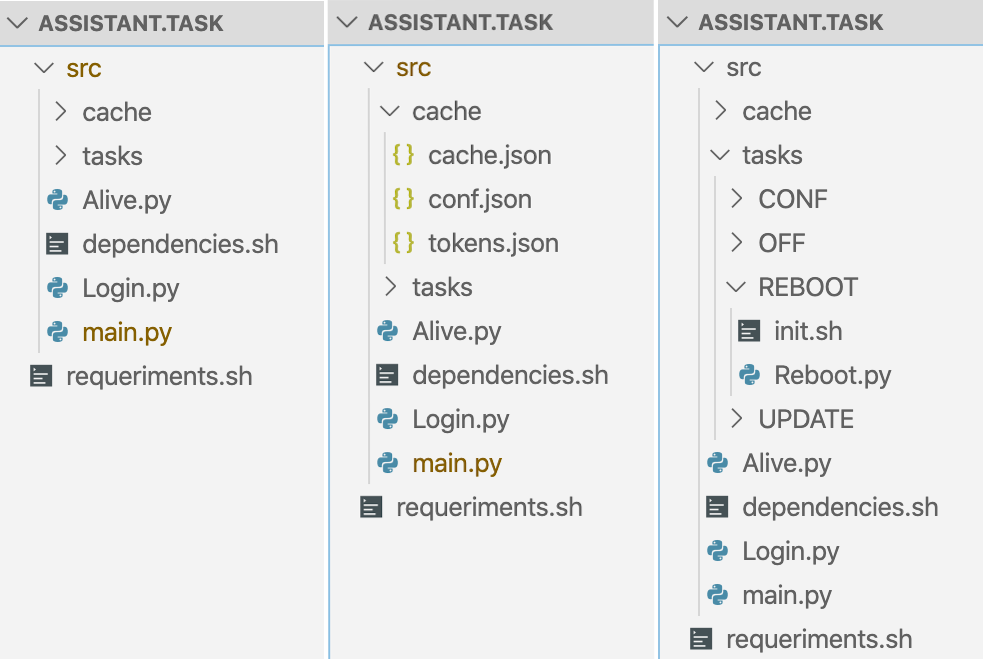 ASSISTANT.TASK
src
cache
tasks
Alive.py
dependencies.sh
Login.py
main.py
requeriments.sh
ASSISTANT.TASK
src
cache
{} cache.json
{} conf.json
{} tokens.json
tasks
Alive.py
dependencies.sh
Login.py
main.py
requeriments.sh
ASSISTANT.TASK
src
cache
tasks
CONF
OFF
REBOOT
init.sh
Reboot.py
UPDATE
Alive.py
dependencies.sh
Login.py
main.py
requeriments.sh